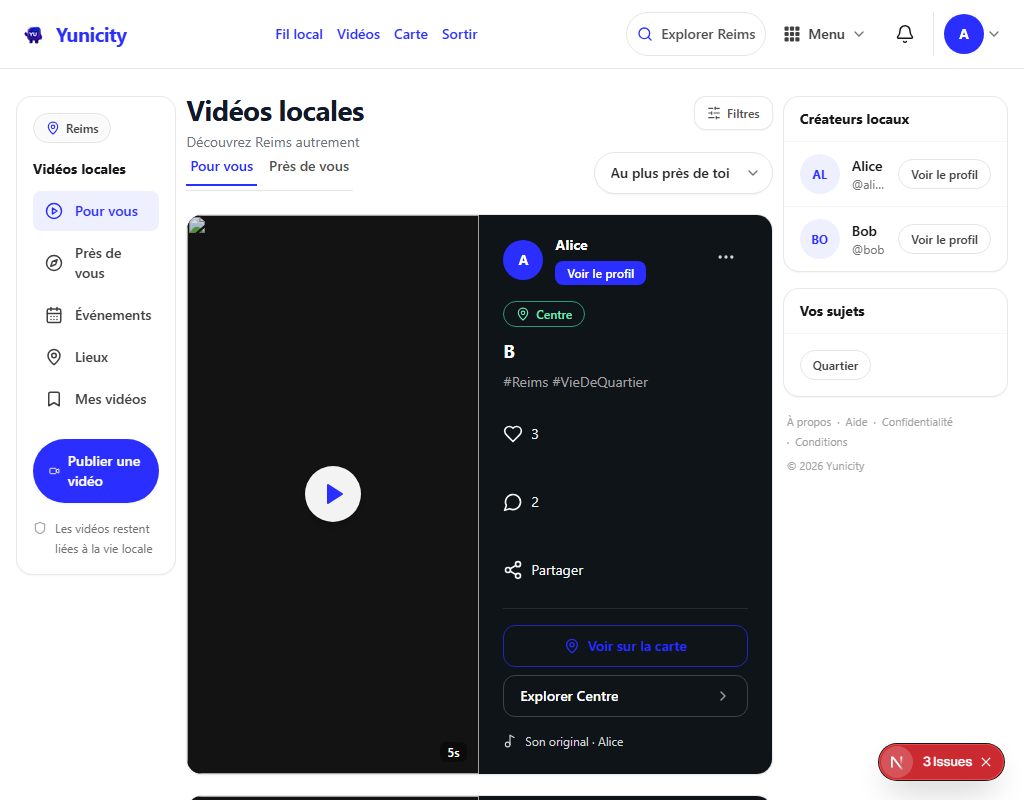 YU Yunicity
Fil local Vidéos Carte Sortir
Explorer Reims
Menu
A
Reims
Vidéos locales
Pour vous
Près de
vous
Événements
Lieux
Mes vidéos
Publier une
vidéo
Les vidéos restent
liées à la vie locale
Vidéos locales
Découvrez Reims autrement
Filtres
Pour vous Près de vous
Au plus près de toi
A
Alice
Voir le profil
Centre
B
#Reims #VieDeQuartier
3
2
Partager
Voir sur la carte
Explorer Centre
Son original · Alice
5s
Créateurs locaux
AL
Alice
@ali...
Voir le profil
BO
Bob
@bob
Voir le profil
Vos sujets
Quartier
À propos · Aide · Confidentialité
· Conditions
© 2026 Yunicity
N 3 Issues